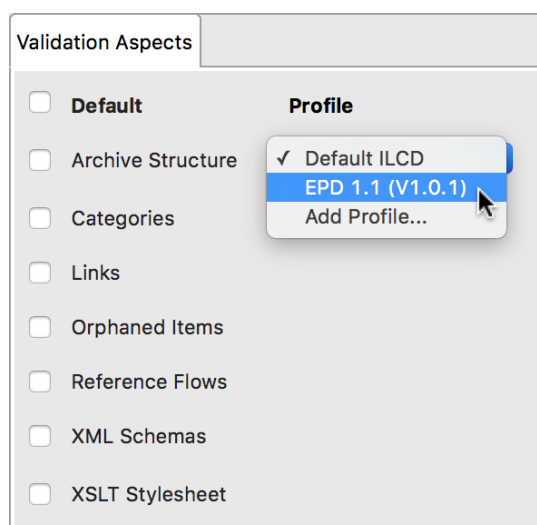 Validation Aspects
Default Profile
Archive Structure ✓ Default ILCD
EPD 1.1 (V1.0.1)
Categories Add Profile...
Links
Orphaned Items
Reference Flows
XML Schemas
XSLT Stylesheet